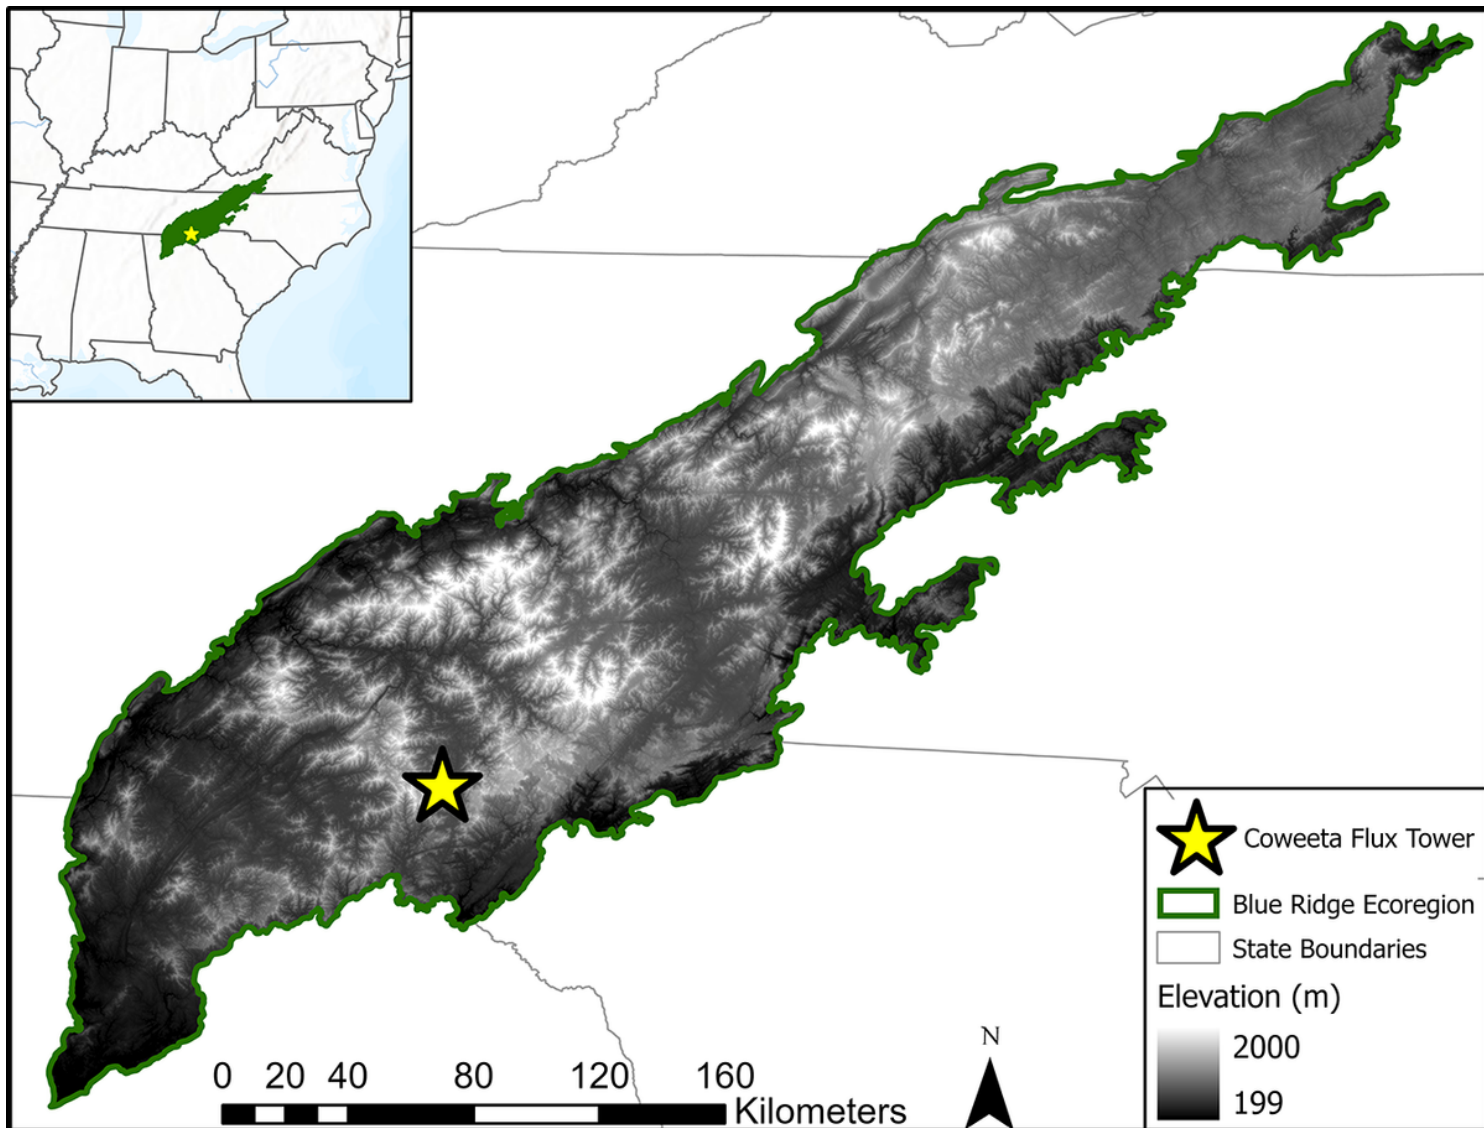 Coweeta Flux Tower
Blue Ridge Ecoregion
State Boundaries
Elevation (m)
2000
199
N
0 20 40 80 120 160
Kilometers